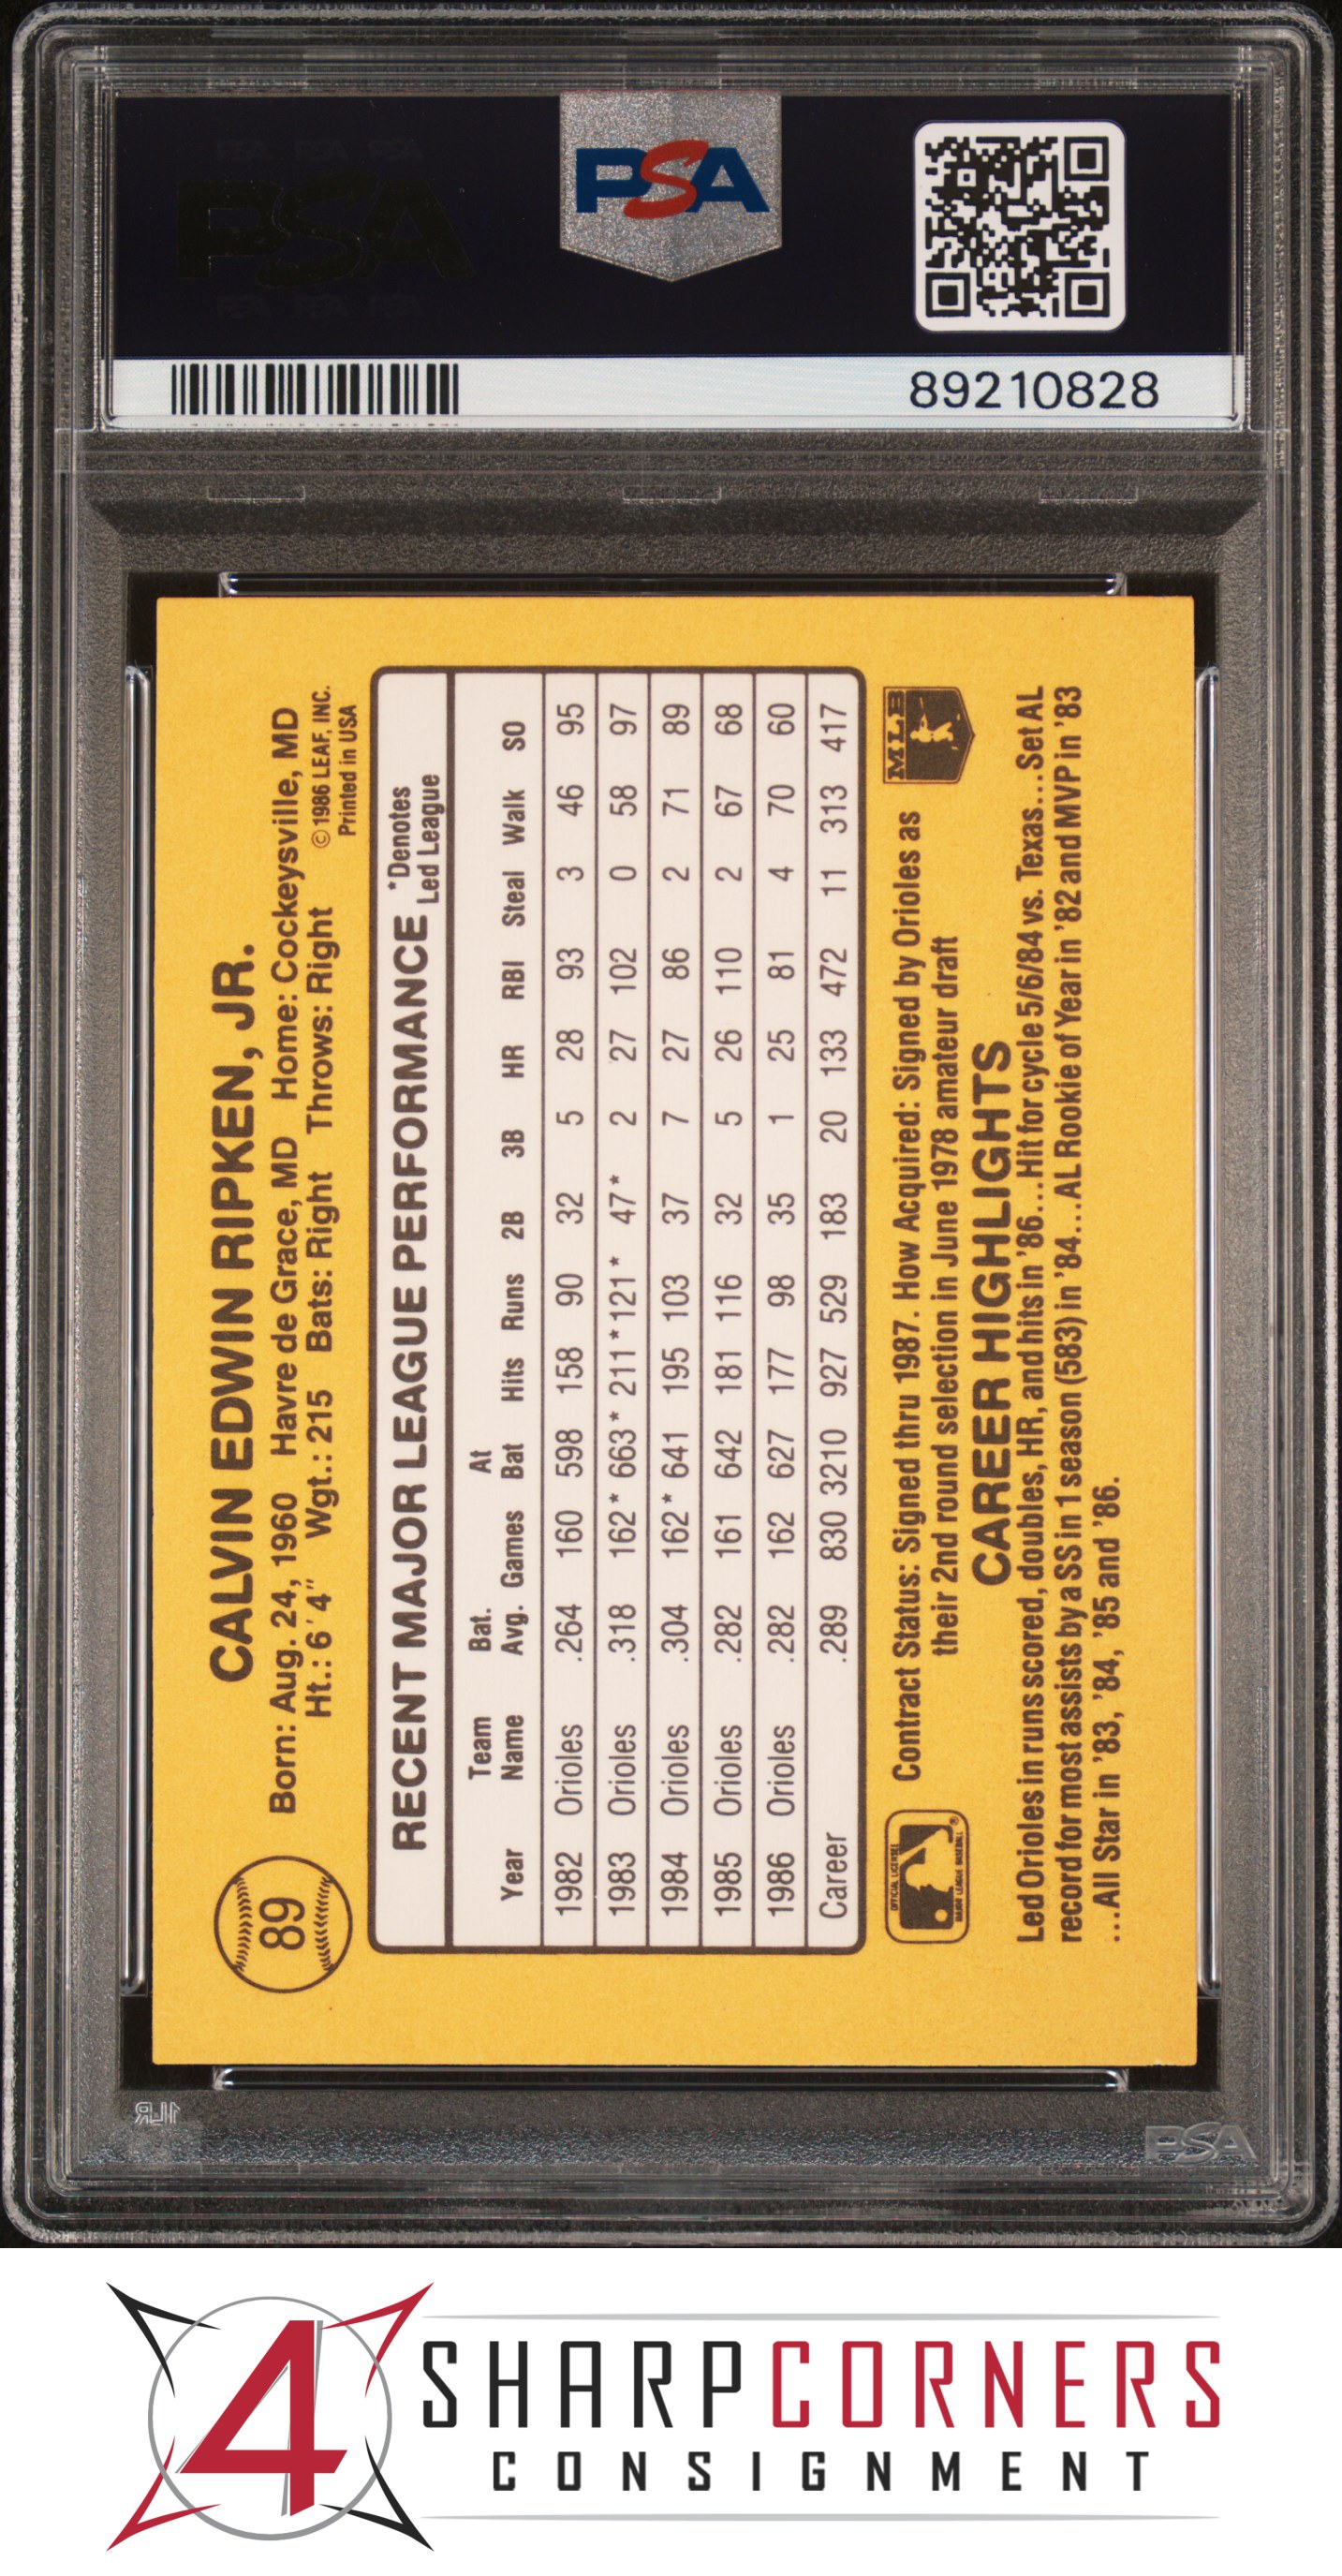 PSA
PSA
89210828
89
CALVIN EDWIN RIPKEN, JR.
Born: Aug. 24, 1960 Havre de Grace, MD Home: Cockeysville, MD
Ht.: 6'4" Wgt.: 215 Bats: Right Throws: Right
© 1986 LEAF, INC.
Printed in USA
RECENT MAJOR LEAGUE PERFORMANCE
*Denotes
Led League
Year Team Name Bat. Avg. Games At Bat Hits Runs 2B 3B HR RBI Steal Walk SO
1982 Orioles .264 160 598 158 90 32 5 28 93 3 46 95
1983 Orioles .318 162* 663* 211* 121* 47* 2 27 102 0 58 97
1984 Orioles .304 162* 641 195 103 37 7 27 86 2 71 89
1985 Orioles .282 161 642 181 116 32 5 26 110 2 67 68
1986 Orioles .282 162 627 177 98 35 1 25 81 4 70 60
Career .289 830 3210 927 529 183 20 133 472 11 313 417
OFFICIAL LICENSEE
MAJOR LEAGUE BASEBALL
Contract Status: Signed thru 1987. How Acquired: Signed by Orioles as
their 2nd round selection in June 1978 amateur draft
MLB
CAREER HIGHLIGHTS
Led Orioles in runs scored, doubles, HR, and hits in '86...Hit for cycle 5/6/84 vs. Texas...Set AL
record for most assists by a SS in 1 season (583) in '84...AL Rookie of Year in '82 and MVP in '83
...All Star in '83, '84, '85 and '86.
1LR
PSA
4
SHARPCORNERS
CONSIGNMENT